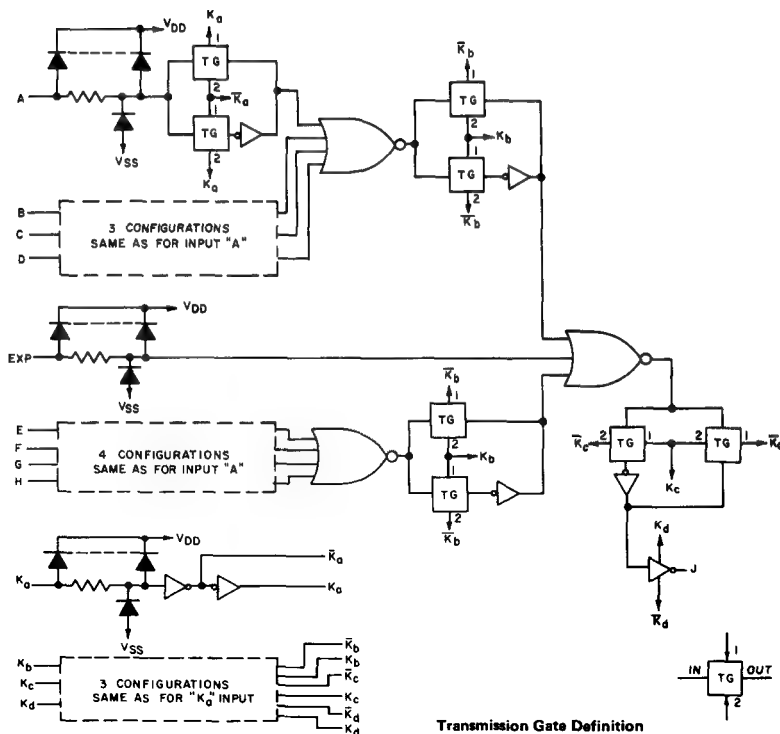 Ka
VDD
1
TG
2
K̅a
A
1
TG
2
Ka
VSS
K̅b
1
TG
2
Kb
1
TG
2
K̅b
B
C
D
3 CONFIGURATIONS
SAME AS FOR INPUT "A"
VDD
EXP
VSS
K̅b
1
TG
2
Kb
1
TG
2
K̅b
E
F
G
H
4 CONFIGURATIONS
SAME AS FOR INPUT "A"
K̅c
2
TG
1
2
TG
1
Kc
Kd
J
K̅d
VDD
Ka
VSS
K̅a
Ka
Kb
Kc
Kd
3 CONFIGURATIONS
SAME AS FOR "Ka" INPUT
K̅b
Kb
K̅c
Kc
K̅d
Kd
1
IN
TG
OUT
2
Transmission Gate Definition